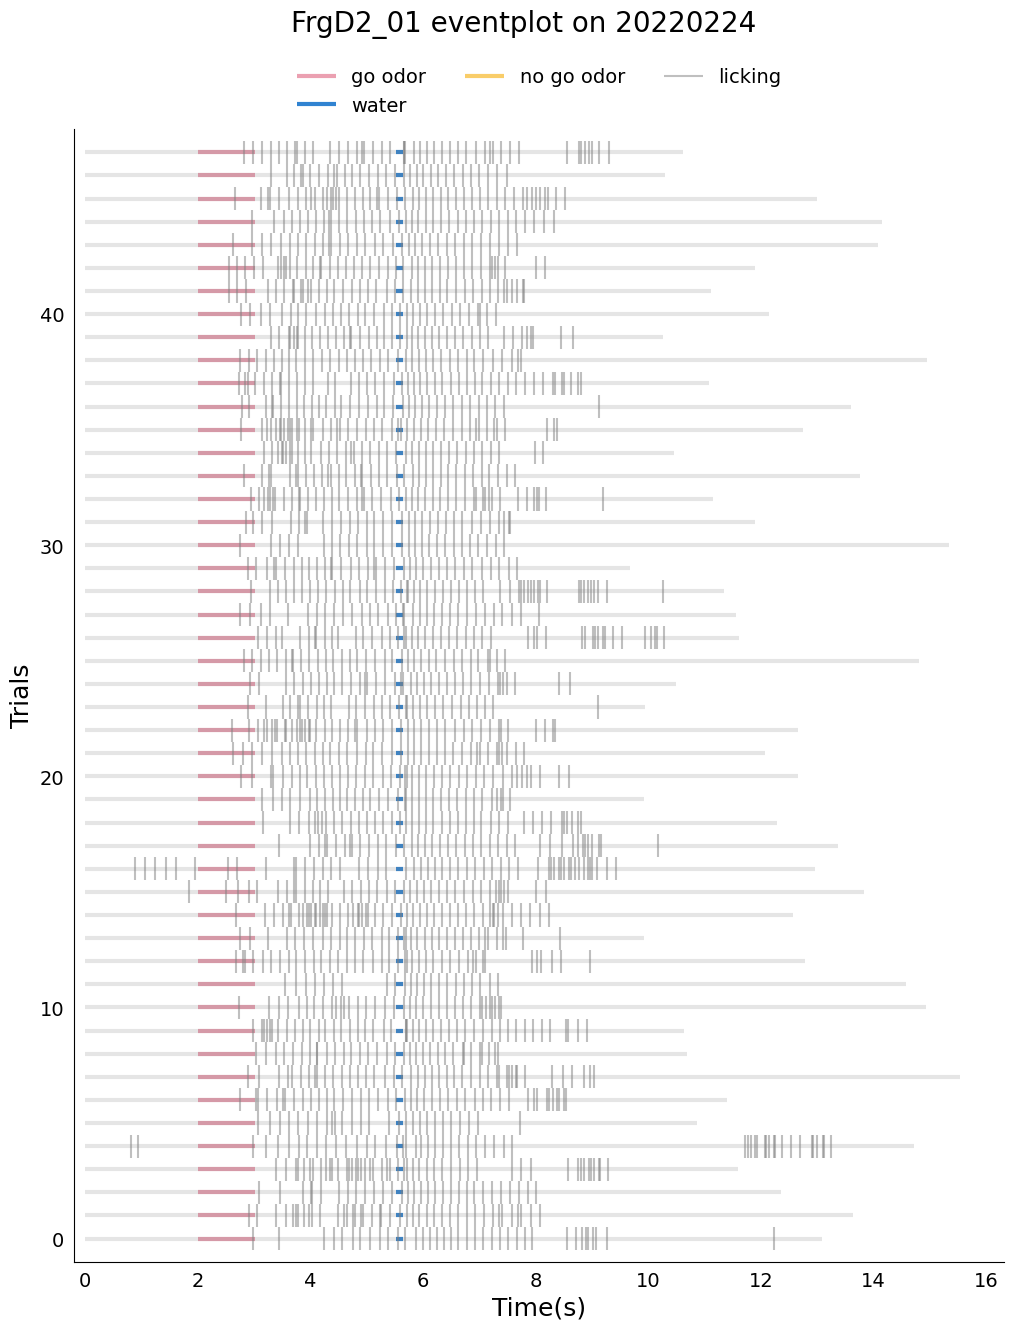 FrgD2_01 eventplot on 20220224
go odor no go odor licking
water
Trials
40
30
20
10
0
0 2 4 6 8 10 12 14 16
Time(s)